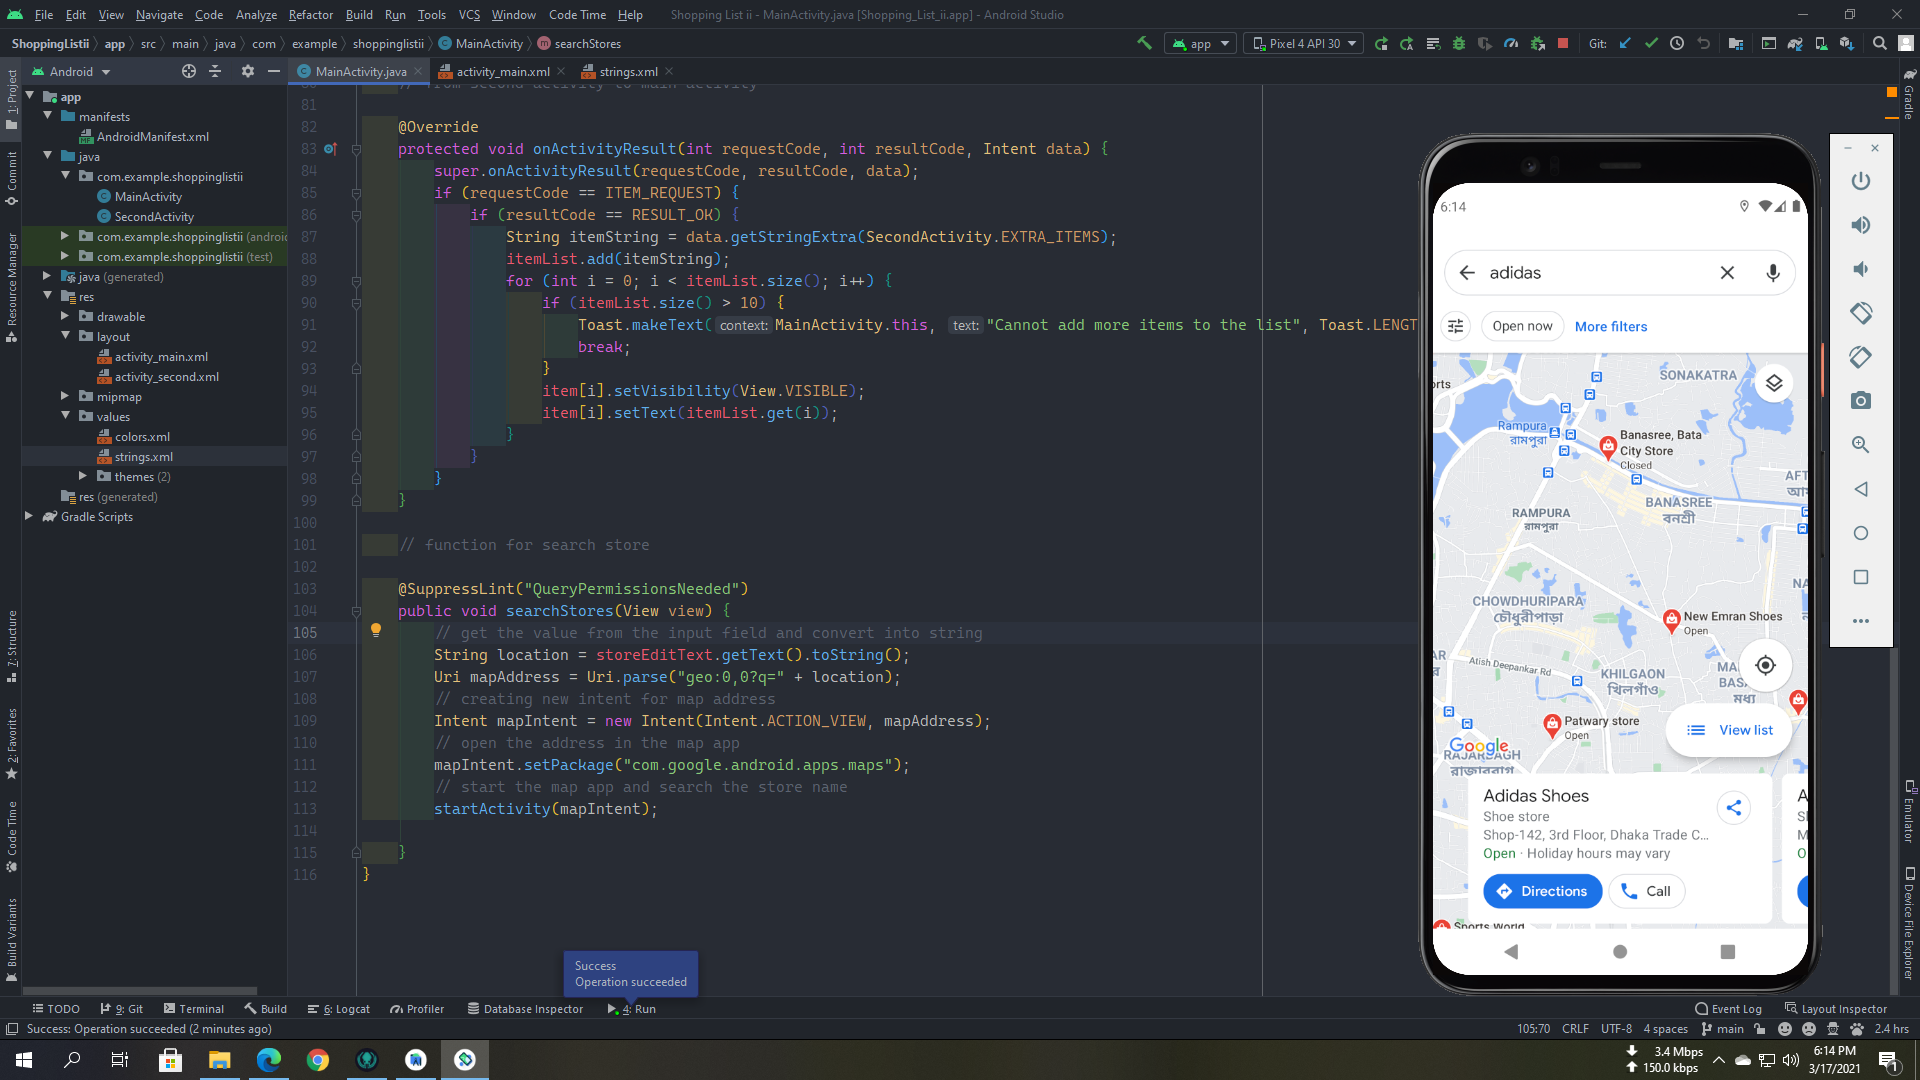 File Edit View Navigate Code Analyze Refactor Build Run Tools VCS Window Code Time Help Shopping List ii - MainActivity.java [Shopping_List_ii.app] - Android Studio
ShoppingListii app src main java com example shoppinglistii MainActivity searchStores
app Pixel 4 API 30 Git:
Android
MainActivity.java activity_main.xml strings.xml
1: Project
Commit
Resource Manager
Z: Structure
2: Favorites
Code Time
Build Variants
app
manifests
AndroidManifest.xml
java
com.example.shoppinglistii
MainActivity
SecondActivity
com.example.shoppinglistii (androi
com.example.shoppinglistii (test)
java (generated)
res
drawable
layout
activity_main.xml
activity_second.xml
mipmap
values
colors.xml
strings.xml
themes (2)
res (generated)
Gradle Scripts
80 // from second activity to main activity
81
82 @Override
83 protected void onActivityResult(int requestCode, int resultCode, Intent data) {
84 super.onActivityResult(requestCode, resultCode, data);
85 if (requestCode == ITEM_REQUEST) {
86 if (resultCode == RESULT_OK) {
87 String itemString = data.getStringExtra(SecondActivity.EXTRA_ITEMS);
88 itemList.add(itemString);
89 for (int i = 0; i < itemList.size(); i++) {
90 if (itemList.size() > 10) {
91 Toast.makeText( context: MainActivity.this, text: "Cannot add more items to the list", Toast.LENGT
92 break;
93 }
94 item[i].setVisibility(View.VISIBLE);
95 item[i].setText(itemList.get(i));
96 }
97 }
98 }
99 }
100
101 // function for search store
102
103 @SuppressLint("QueryPermissionsNeeded")
104 public void searchStores(View view) {
105 // get the value from the input field and convert into string
106 String location = storeEditText.getText().toString();
107 Uri mapAddress = Uri.parse("geo:0,0?q=" + location);
108 // creating new intent for map address
109 Intent mapIntent = new Intent(Intent.ACTION_VIEW, mapAddress);
110 // open the address in the map app
111 mapIntent.setPackage("com.google.android.apps.maps");
112 // start the map app and search the store name
113 startActivity(mapIntent);
114
115 }
116 }
6:14
adidas
Open now More filters
orts
SONAKATRA
Rampura
রামপুরা
Banasree, Bata
City Store
Closed
AFT
আফ
BANASREE
বনশ্রী
RAMPURA
রামপুরা
NA
CHOWDHURIPARA
চৌধুরীপাড়া
New Emran Shoes
Open
AR
Atish Deepankar Rd
KHILGAON
খিলগাঁও
BASA
মধ্য
Patwary store
Open
View list
Google
RAJARBAGH
রাজারবাগ
Adidas Shoes
Shoe store
Shop-142, 3rd Floor, Dhaka Trade C...
Open · Holiday hours may vary
Directions Call
A
Sl
M
O
Sports World
Gradle
Emulator
Device File Explorer
Success
Operation succeeded
TODO 9: Git Terminal Build 6: Logcat Profiler Database Inspector 4: Run Event Log Layout Inspector
Success: Operation succeeded (2 minutes ago) 105:70 CRLF UTF-8 4 spaces main 2.4 hrs
3.4 Mbps
150.0 kbps
6:14 PM
3/17/2021
1